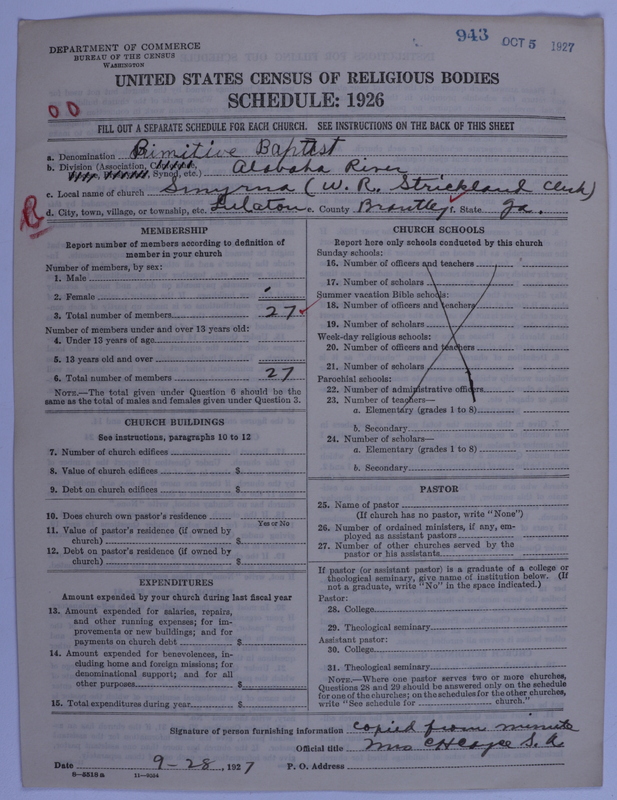 943 OCT 5 1927
DEPARTMENT OF COMMERCE
BUREAU OF THE CENSUS
WASHINGTON
UNITED STATES CENSUS OF RELIGIOUS BODIES
SCHEDULE: 1926
00
FILL OUT A SEPARATE SCHEDULE FOR EACH CHURCH. SEE INSTRUCTIONS ON THE BACK OF THIS SHEET
a. Denomination Primitive Baptist
b. Division (Association, Synod, etc.) Alabaha River
c. Local name of church Smyrna (W. R. Strickland Clerk)
R d. City, town, village, or township, etc. Lulaton e. County Brantley f. State Ga.
MEMBERSHIP
Report number of members according to definition of
member in your church
Number of members, by sex:
1. Male
2. Female
3. Total number of members 27
Number of members under and over 13 years old:
4. Under 13 years of age
5. 13 years old and over
6. Total number of members 27
NOTE.—The total given under Question 6 should be the
same as the total of males and females given under Question 3.
CHURCH BUILDINGS
See instructions, paragraphs 10 to 12
7. Number of church edifices
8. Value of church edifices $
9. Debt on church edifices $
10. Does church own pastor's residence
Yes or No
11. Value of pastor's residence (if owned by
church) $
12. Debt on pastor's residence (if owned by
church) $
EXPENDITURES
Amount expended by your church during last fiscal year
13. Amount expended for salaries, repairs,
and other running expenses; for im-
provements or new buildings; and for
payments on church debt $
14. Amount expended for benevolences, in-
cluding home and foreign missions; for
denominational support; and for all
other purposes $
15. Total expenditures during year $
CHURCH SCHOOLS
Report here only schools conducted by this church
Sunday schools:
16. Number of officers and teachers
17. Number of scholars
Summer vacation Bible schools:
18. Number of officers and teachers
19. Number of scholars
Week-day religious schools:
20. Number of officers and teachers
21. Number of scholars
Parochial schools:
22. Number of administrative officers
23. Number of teachers—
a. Elementary (grades 1 to 8)
b. Secondary
24. Number of scholars—
a. Elementary (grades 1 to 8)
b. Secondary
PASTOR
25. Name of pastor
(If church has no pastor, write "None")
26. Number of ordained ministers, if any, em-
ployed as assistant pastors
27. Number of other churches served by the
pastor or his assistants
If pastor (or assistant pastor) is a graduate of a college or
theological seminary, give name of institution below. (If
not a graduate, write "No" in the space indicated.)
Pastor:
28. College
29. Theological seminary
Assistant pastor:
30. College
31. Theological seminary
NOTE.—Where one pastor serves two or more churches,
Questions 28 and 29 should be answered only on the schedule
for one of the churches; on the schedules for the other churches,
write "See schedule for church."
Signature of person furnishing information copied from minute
Official title Mrs C H Cayce S. A
Date 9-28, 1927 P. O. Address
8-5518 a 11-9564